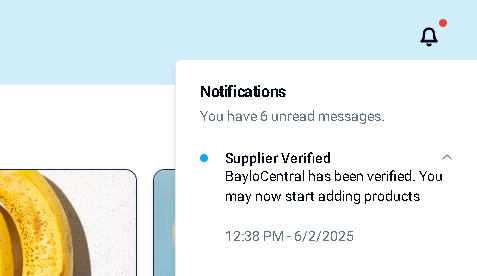 Notifications
You have 6 unread messages.
Supplier Verified
BayloCentral has been verified. You
may now start adding products
12:38 PM - 6/2/2025